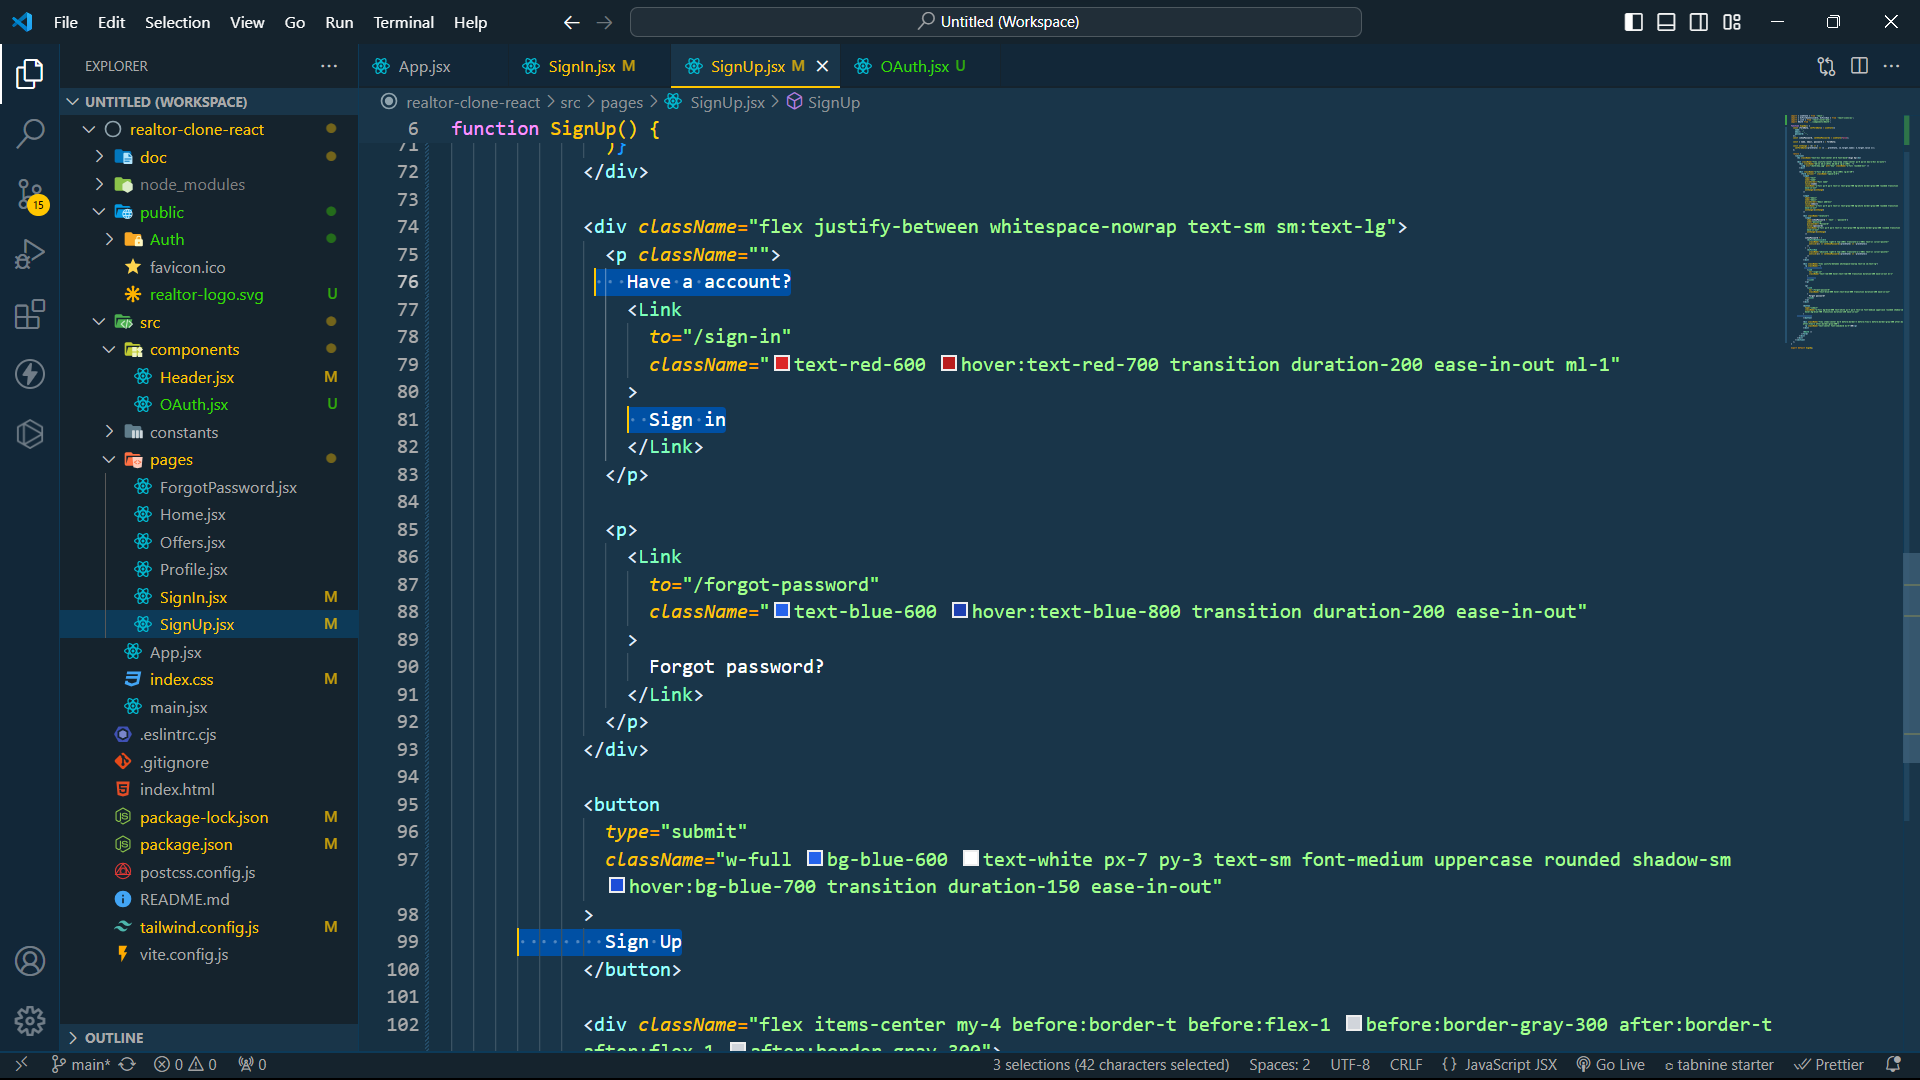 File Edit Selection View Go Run Terminal Help
Untitled (Workspace)
EXPLORER
UNTITLED (WORKSPACE)
realtor-clone-react
doc
node_modules
public
Auth
favicon.ico
realtor-logo.svg U
src
components
Header.jsx M
OAuth.jsx U
constants
pages
ForgotPassword.jsx
Home.jsx
Offers.jsx
Profile.jsx
SignIn.jsx M
SignUp.jsx M
App.jsx
index.css M
main.jsx
.eslintrc.cjs
.gitignore
index.html
package-lock.json M
package.json M
postcss.config.js
README.md
tailwind.config.js M
vite.config.js
OUTLINE
15
App.jsx SignIn.jsx M SignUp.jsx M OAuth.jsx U
realtor-clone-react > src > pages > SignUp.jsx > SignUp
6 function SignUp() {
71 )}
72 </div>
73
74 <div className="flex justify-between whitespace-nowrap text-sm sm:text-lg">
75 <p className="">
76 Have a account?
77 <Link
78 to="/sign-in"
79 className="text-red-600 hover:text-red-700 transition duration-200 ease-in-out ml-1"
80 >
81 Sign in
82 </Link>
83 </p>
84
85 <p>
86 <Link
87 to="/forgot-password"
88 className="text-blue-600 hover:text-blue-800 transition duration-200 ease-in-out"
89 >
90 Forgot password?
91 </Link>
92 </p>
93 </div>
94
95 <button
96 type="submit"
97 className="w-full bg-blue-600 text-white px-7 py-3 text-sm font-medium uppercase rounded shadow-sm
hover:bg-blue-700 transition duration-150 ease-in-out"
98 >
99 Sign Up
100 </button>
101
102 <div className="flex items-center my-4 before:border-t before:flex-1 before:border-gray-300 after:border-t
after:flex-1 after:border-gray-300">
main* 0 0 0 3 selections (42 characters selected) Spaces: 2 UTF-8 CRLF {} JavaScript JSX Go Live tabnine starter Prettier